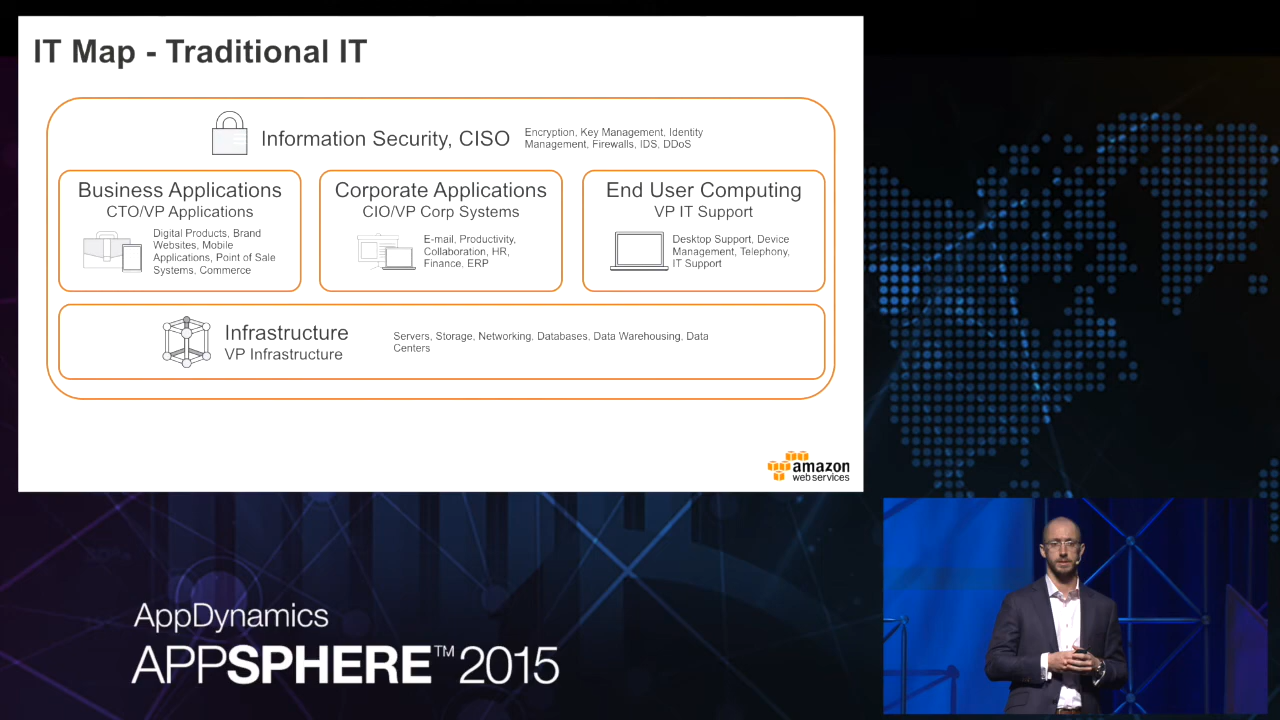 IT Map - Traditional IT
Information Security, CISO
Encryption, Key Management, Identity
Management, Firewalls, IDS, DDoS
Business Applications
CTO/VP Applications
Digital Products, Brand
Websites, Mobile
Applications, Point of Sale
Systems, Commerce
Corporate Applications
CIO/VP Corp Systems
E-mail, Productivity,
Collaboration, HR,
Finance, ERP
End User Computing
VP IT Support
Desktop Support, Device
Management, Telephony,
IT Support
Infrastructure
VP Infrastructure
Servers, Storage, Networking, Databases, Data Warehousing, Data
Centers
amazon
web services
AppDynamics
APPSPHERE™ 2015